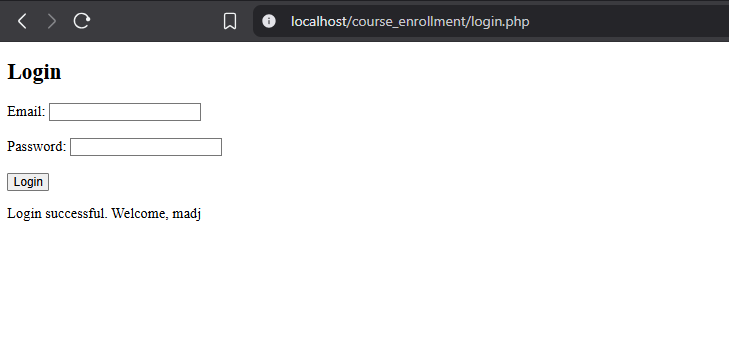 localhost/course_enrollment/login.php
Login
Email:
Password:
Login
Login successful. Welcome, madj